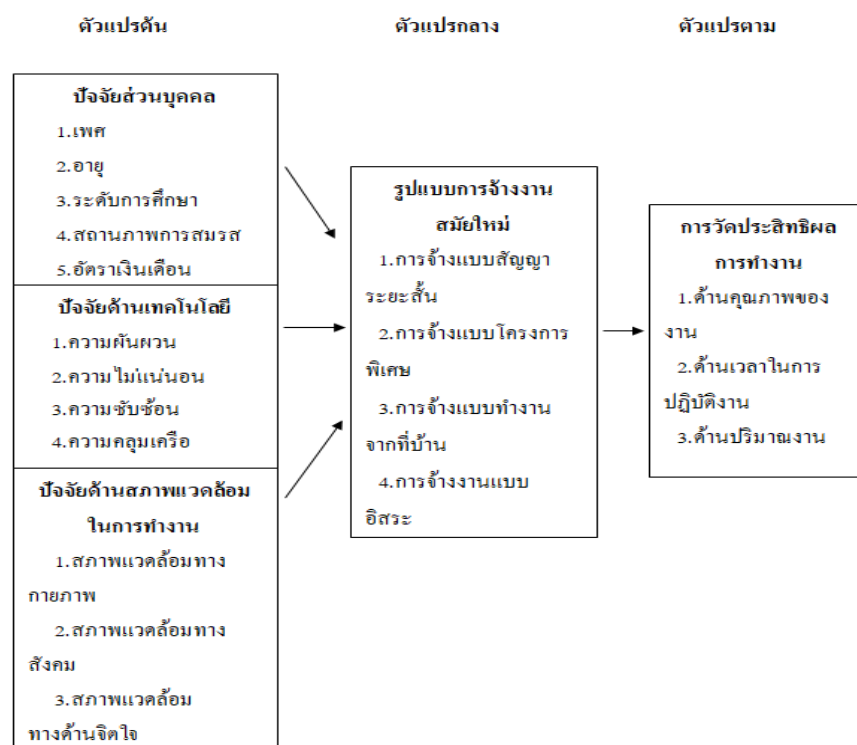 ตัวแปรต้น
ตัวแปรกลาง
ตัวแปรตาม
ปัจจัยส่วนบุคคล
1.เพศ
2.อายุ
3.ระดับการศึกษา
4.สถานภาพการสมรส
5.อัตราเงินเดือน
ปัจจัยด้านเทคโนโลยี
1.ความผันผวน
2.ความไม่แน่นอน
3.ความซับซ้อน
4.ความคลุมเครือ
ปัจจัยด้านสภาพแวดล้อม
ในการทำงาน
1.สภาพแวดล้อมทาง
กายภาพ
2.สภาพแวดล้อมทาง
สังคม
3.สภาพแวดล้อม
ทางด้านจิตใจ
รูปแบบการจ้างงาน
สมัยใหม่
1.การจ้างแบบสัญญา
ระยะสั้น
2.การจ้างแบบโครงการ
พิเศษ
3.การจ้างแบบทำงาน
จากที่บ้าน
4.การจ้างงานแบบ
อิสระ
การวัดประสิทธิผล
การทำงาน
1.ด้านคุณภาพของ
งาน
2.ด้านเวลาในการ
ปฏิบัติงาน
3.ด้านปริมาณงาน